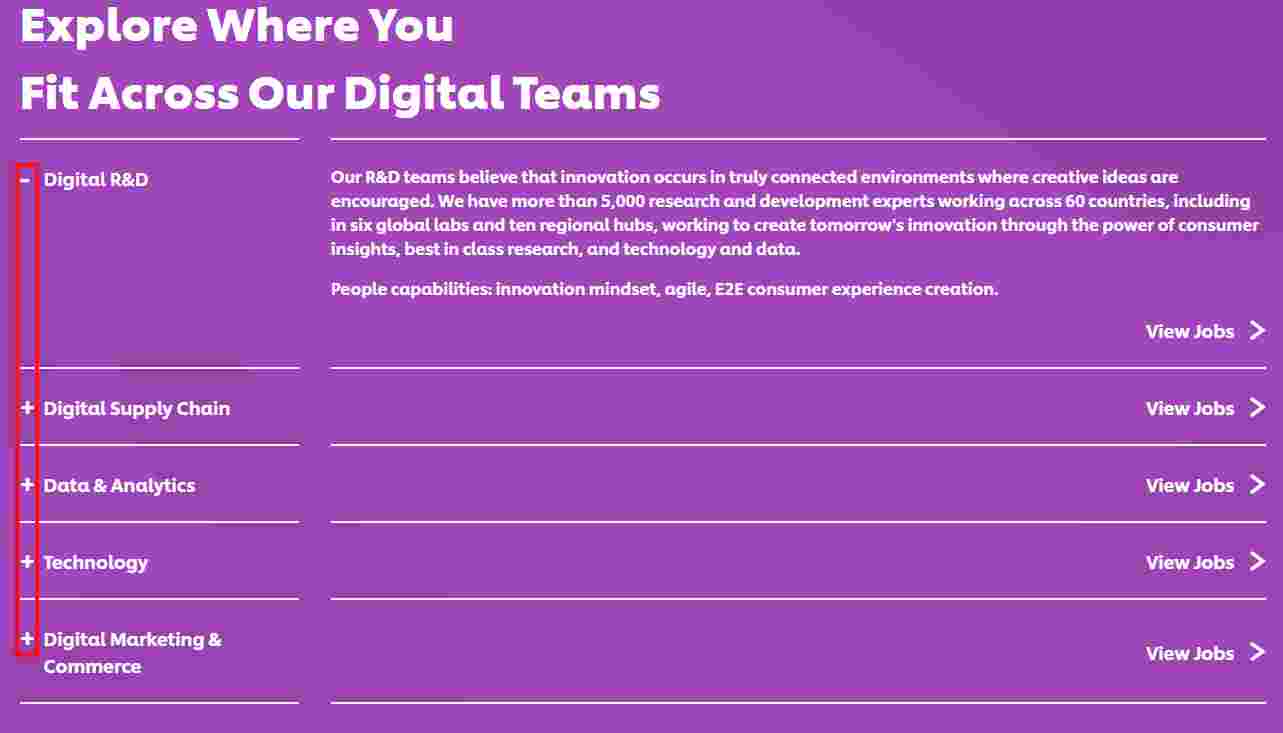 Explore Where You
Fit Across Our Digital Teams
- Digital R&D
Our R&D teams believe that innovation occurs in truly connected environments where creative ideas are
encouraged. We have more than 5,000 research and development experts working across 60 countries, including
in six global labs and ten regional hubs, working to create tomorrow's innovation through the power of consumer
insights, best in class research, and technology and data.
People capabilities: innovation mindset, agile, E2E consumer experience creation.
View Jobs >
+ Digital Supply Chain
View Jobs >
+ Data & Analytics
View Jobs >
+ Technology
View Jobs >
+ Digital Marketing &
Commerce
View Jobs >